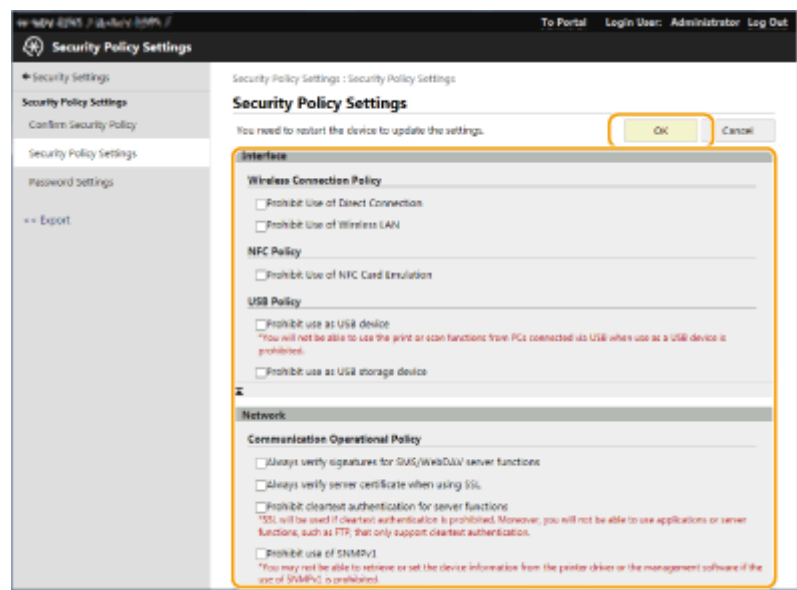 To Portal Login User: Administrator Log Out
Security Policy Settings
Security Settings
Security Policy Settings : Security Policy Settings
Security Policy Settings
Security Policy Settings
Confirm Security Policy
You need to restart the device to update the settings.
OK
Cancel
Security Policy Settings
Interface
Password Settings
Wireless Connection Policy
Prohibit Use of Direct Connection
Export
Prohibit Use of Wireless LAN
NFC Policy
Prohibit Use of NFC Card Emulation
USB Policy
Prohibit use as USB device
*You will not be able to use the print or scan functions from PCs connected via USB when use as a USB device is
prohibited.
Prohibit use as USB storage device
Network
Communication Operational Policy
Always verify signatures for SMS/WebDAV server functions
Always verify server certificate when using SSL
Prohibit cleartext authentication for server functions
*SSL will be used if cleartext authentication is prohibited. Moreover, you will not be able to use applications or server
functions, such as FTP, that only support cleartext authentication.
Prohibit use of SNMPv1
*You may not be able to retrieve or set the device information from the printer driver or the management software if the
use of SNMPv1 is prohibited.